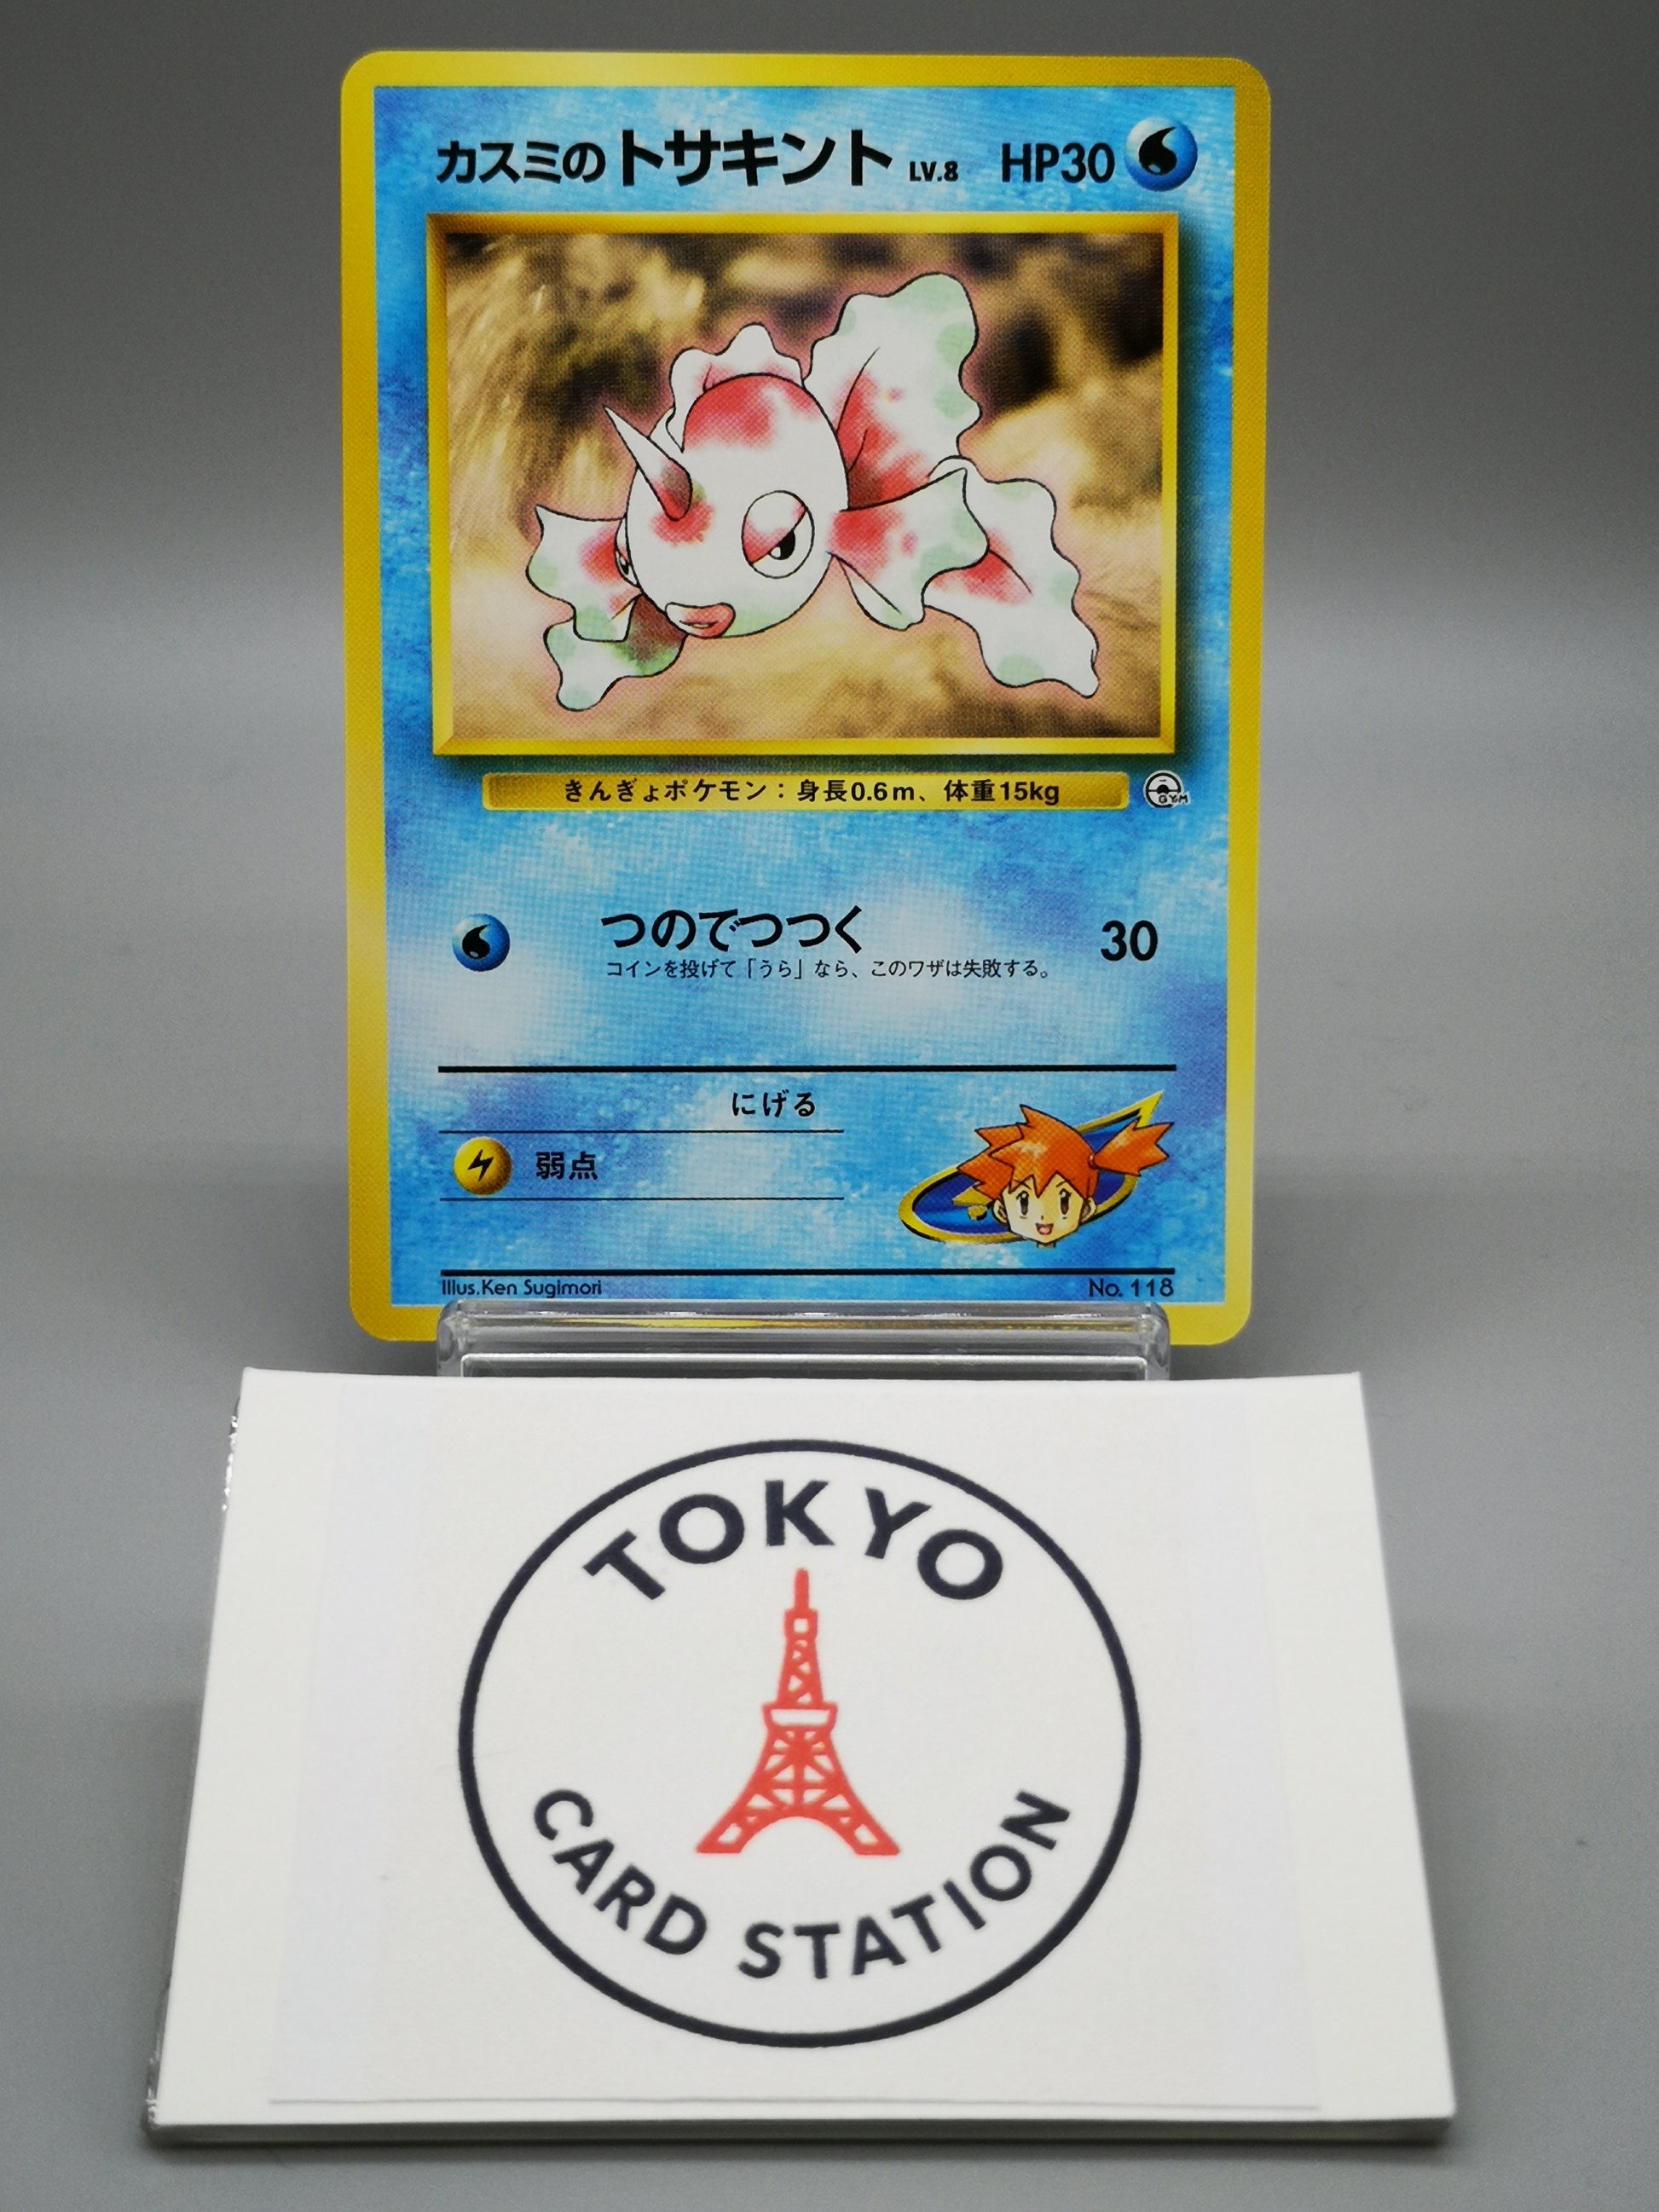 カスミのトサキント LV.8 HP30
きんぎょポケモン：身長0.6m、体重15kg
GYM
つのでつつく 30
コインを投げて「うら」なら、このワザは失敗する。
にげる
弱点
Illus.Ken Sugimori No. 118
TOKYO
CARD STATION